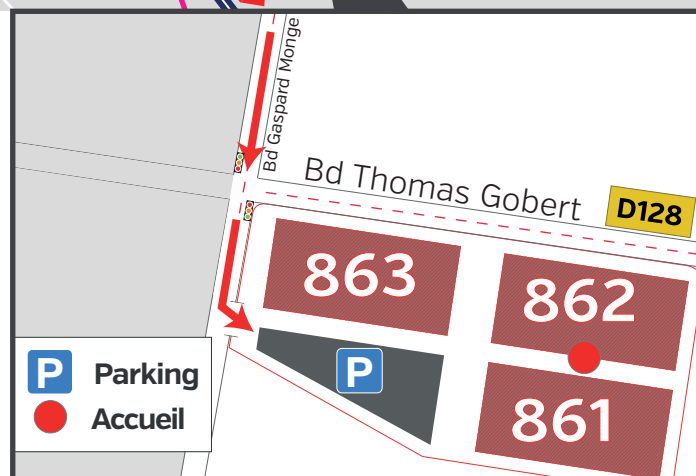 Bd Gaspard Monge
Bd Thomas Gobert
D128
863
862
P
861
P Parking
Accueil